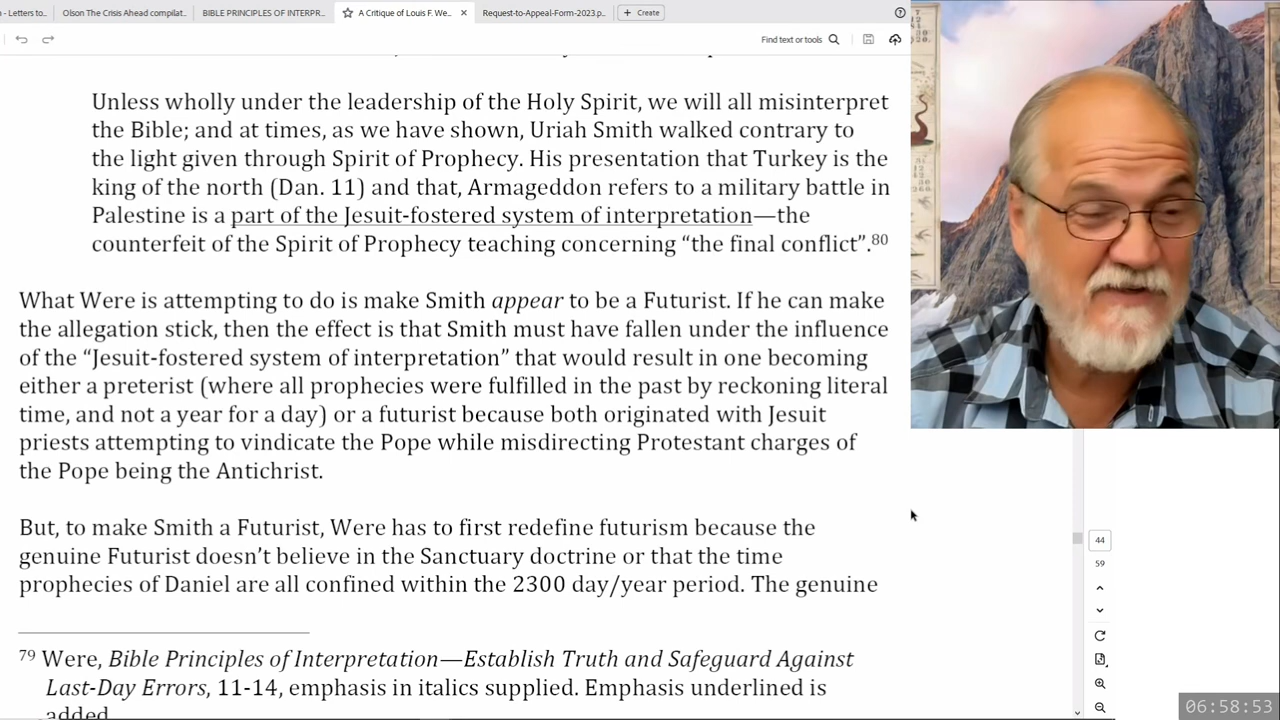 - Letters to...
Olson The Crisis Ahead compilat...
BIBLE PRINCIPLES OF INTERPR...
A Critique of Louis F. We...
Request-to-Appeal-Form-2023.p...
+ Create
Find text or tools
Unless wholly under the leadership of the Holy Spirit, we will all misinterpret
the Bible; and at times, as we have shown, Uriah Smith walked contrary to
the light given through Spirit of Prophecy. His presentation that Turkey is the
king of the north (Dan. 11) and that, Armageddon refers to a military battle in
Palestine is a part of the Jesuit-fostered system of interpretation—the
counterfeit of the Spirit of Prophecy teaching concerning “the final conflict”.80
What Were is attempting to do is make Smith appear to be a Futurist. If he can make
the allegation stick, then the effect is that Smith must have fallen under the influence
of the “Jesuit-fostered system of interpretation” that would result in one becoming
either a preterist (where all prophecies were fulfilled in the past by reckoning literal
time, and not a year for a day) or a futurist because both originated with Jesuit
priests attempting to vindicate the Pope while misdirecting Protestant charges of
the Pope being the Antichrist.
But, to make Smith a Futurist, Were has to first redefine futurism because the
genuine Futurist doesn’t believe in the Sanctuary doctrine or that the time
prophecies of Daniel are all confined within the 2300 day/year period. The genuine
79 Were, Bible Principles of Interpretation—Establish Truth and Safeguard Against
Last-Day Errors, 11-14, emphasis in italics supplied. Emphasis underlined is
added.
44
59
06:58:53